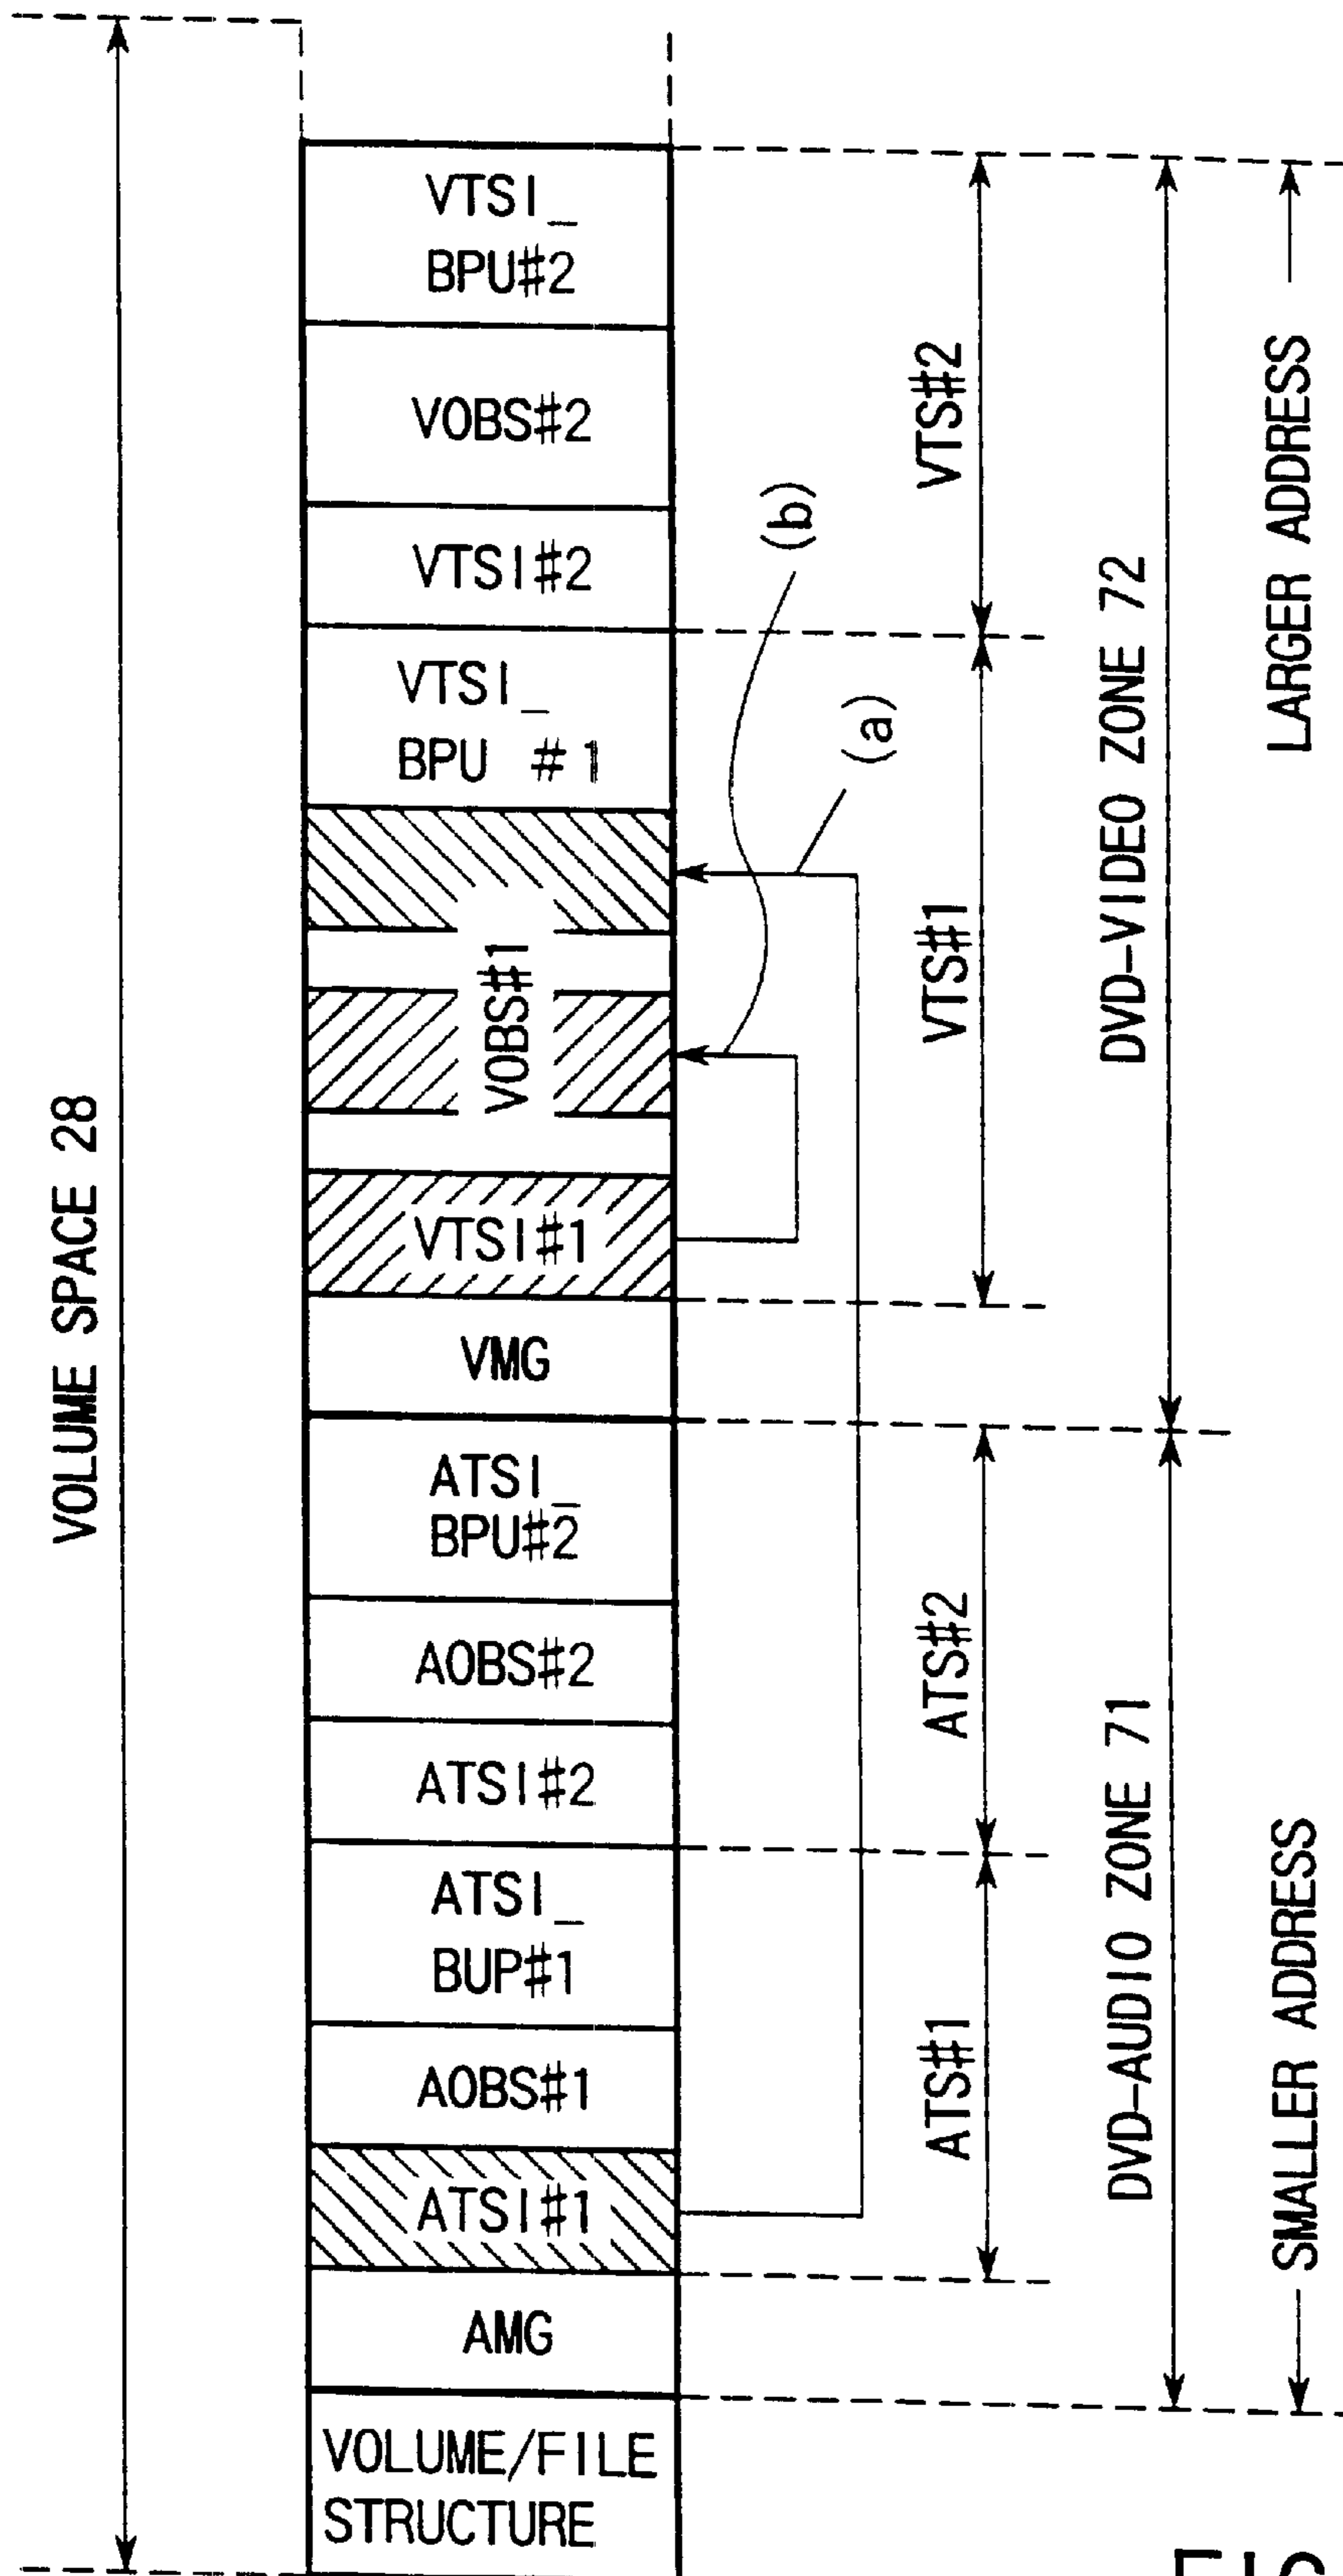 VOLUME SPACE 28
VTSI_
BPU#2
VOBS#2
VTSI#2
VTSI_
BPU #1
VOBS#1
VTSI#1
VMG
ATSI_
BPU#2
AOBS#2
ATSI#2
ATSI_
BUP#1
AOBS#1
ATSI#1
AMG
VOLUME/FILE
STRUCTURE
(b)
(a)
VTS#2
VTS#1
ATS#2
ATS#1
DVD-VIDEO ZONE 72
DVD-AUDIO ZONE 71
LARGER ADDRESS
SMALLER ADDRESS